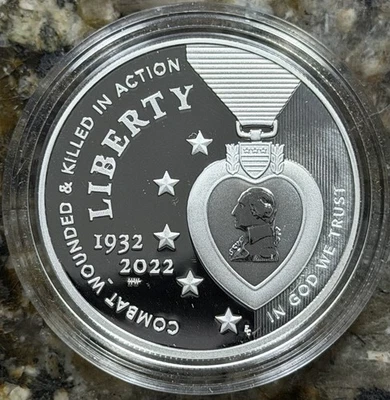 COMBAT WOUNDED & KILLED IN ACTION
LIBERTY
1932
2022
IN GOD WE TRUST